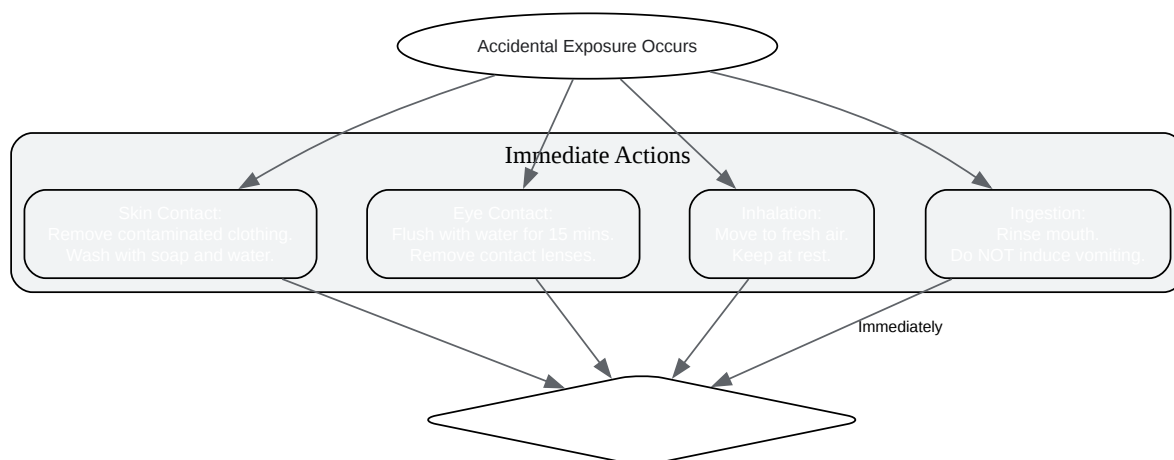 Accidental Exposure Occurs
Immediate Actions
Skin Contact:
Remove contaminated clothing.
Wash with soap and water.
Eye Contact:
Flush with water for 15 mins.
Remove contact lenses.
Inhalation:
Move to fresh air.
Keep at rest.
Ingestion:
Rinse mouth.
Do NOT induce vomiting.
Immediately